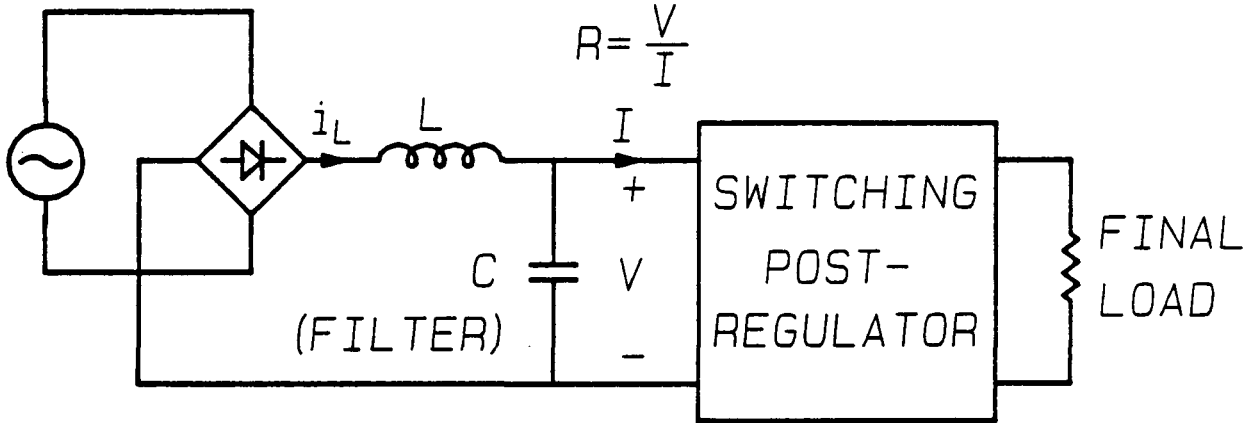 R=V/I
i_L
L
I
+
C
V
(FILTER)
-
SWITCHING
POST-
REGULATOR
FINAL
LOAD